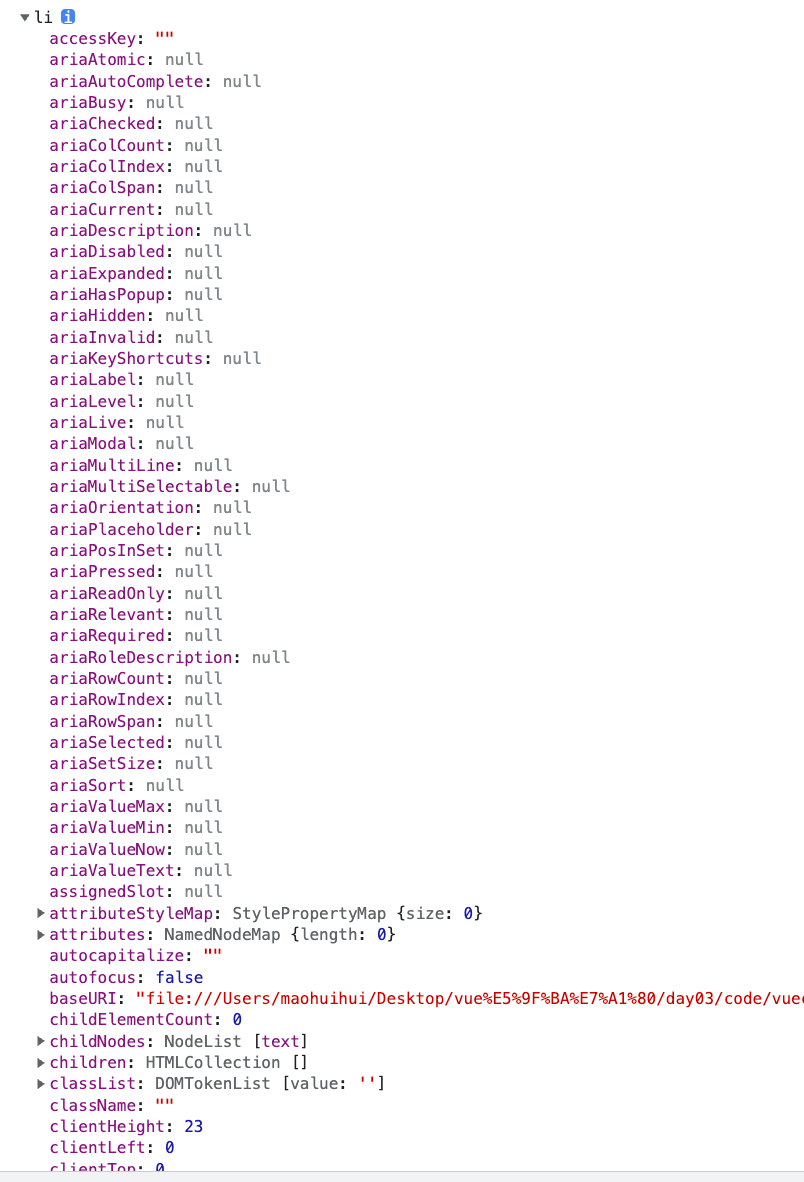 li i
accessKey: ""
ariaAtomic: null
ariaAutoComplete: null
ariaBusy: null
ariaChecked: null
ariaColCount: null
ariaColIndex: null
ariaColSpan: null
ariaCurrent: null
ariaDescription: null
ariaDisabled: null
ariaExpanded: null
ariaHasPopup: null
ariaHidden: null
ariaInvalid: null
ariaKeyShortcuts: null
ariaLabel: null
ariaLevel: null
ariaLive: null
ariaModal: null
ariaMultiLine: null
ariaMultiSelectable: null
ariaOrientation: null
ariaPlaceholder: null
ariaPosInSet: null
ariaPressed: null
ariaReadOnly: null
ariaRelevant: null
ariaRequired: null
ariaRoleDescription: null
ariaRowCount: null
ariaRowIndex: null
ariaRowSpan: null
ariaSelected: null
ariaSetSize: null
ariaSort: null
ariaValueMax: null
ariaValueMin: null
ariaValueNow: null
ariaValueText: null
assignedSlot: null
attributeStyleMap: StylePropertyMap {size: 0}
attributes: NamedNodeMap {length: 0}
autocapitalize: ""
autofocus: false
baseURI: "file:///Users/maohuihui/Desktop/vue%E5%9F%BA%E7%A1%80/day03/code/vue
childElementCount: 0
childNodes: NodeList [text]
children: HTMLCollection []
classList: DOMTokenList [value: '']
className: ""
clientHeight: 23
clientLeft: 0
clientTop: 0